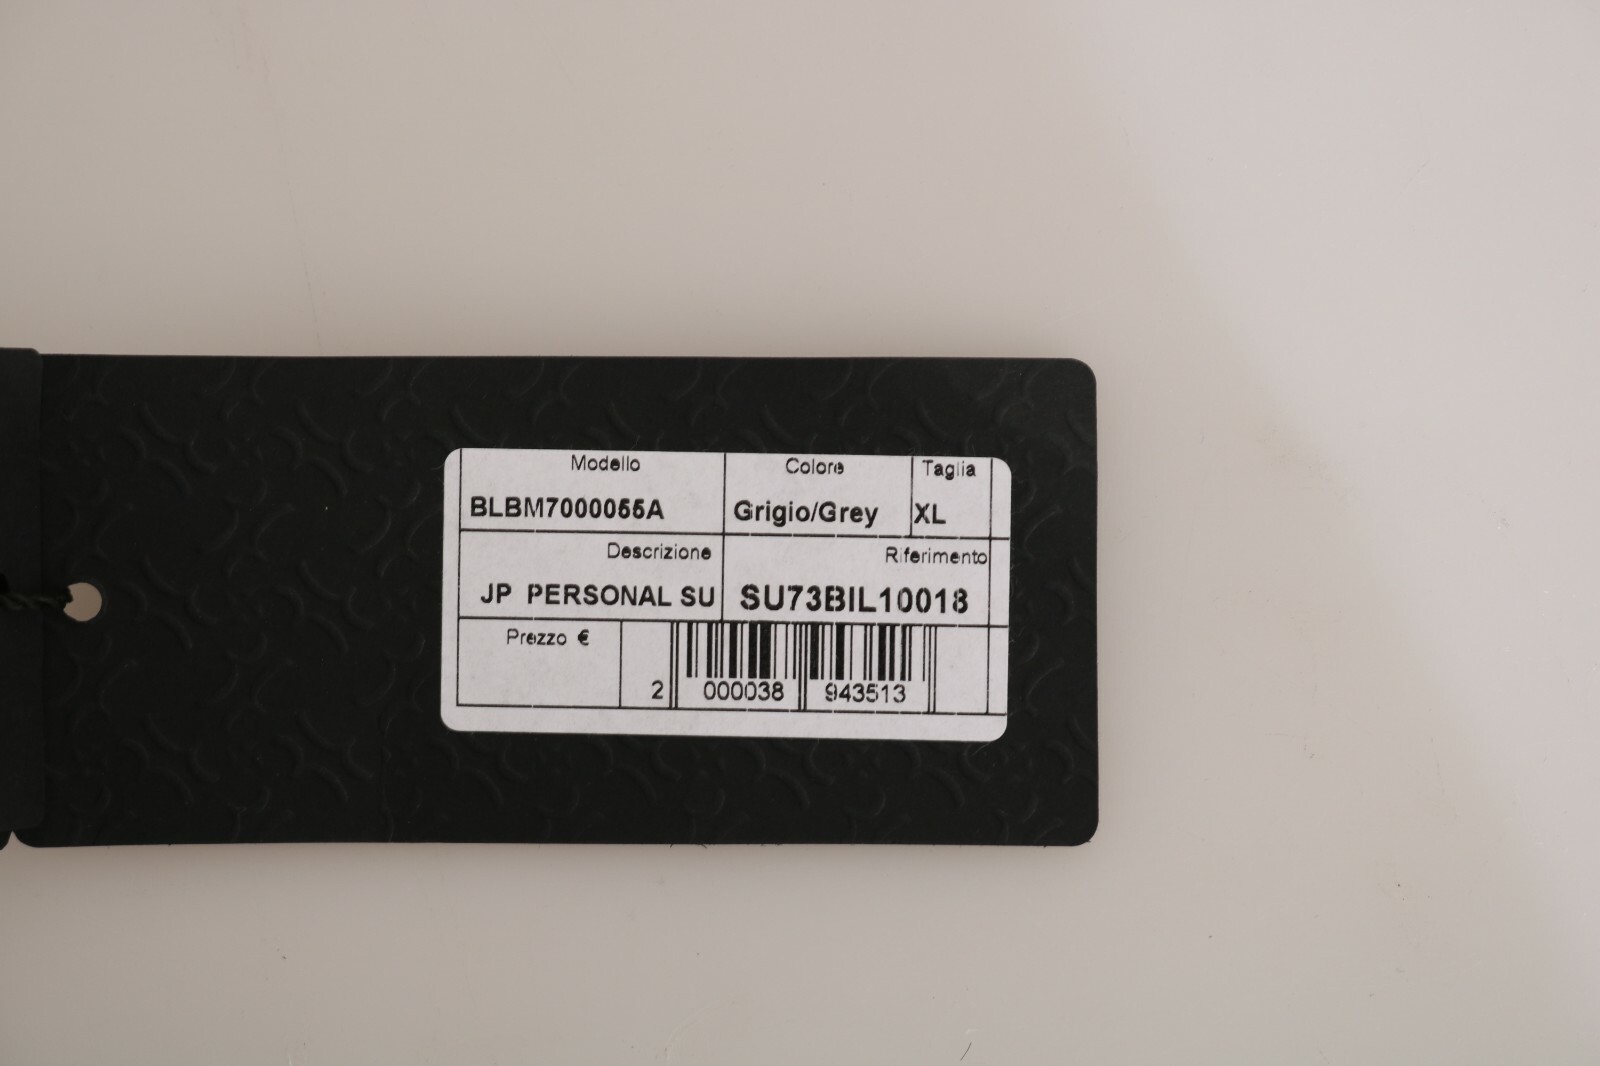 Modello Colore Taglia
BLBM7000055A Grigio/Grey XL
Descrizione Riferimento
JP PERSONAL SU SU73BIL10018
Prezzo €
2 000038 943513